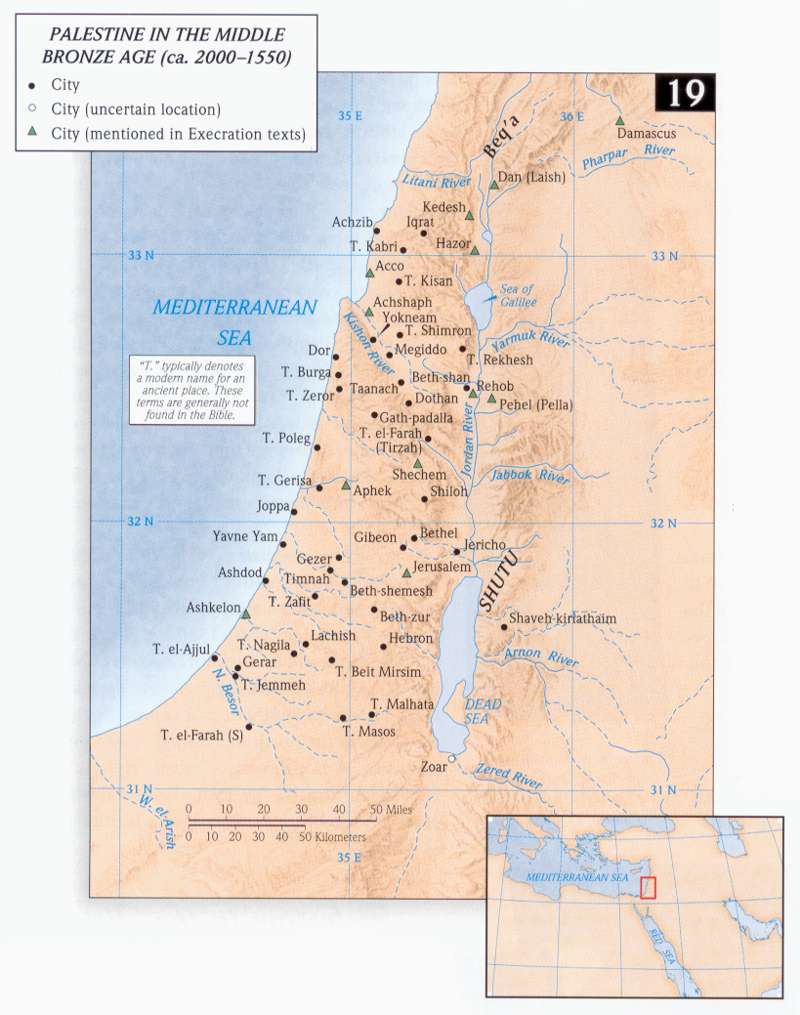 PALESTINE IN THE MIDDLE
BRONZE AGE (ca. 2000–1550)
City
City (uncertain location)
City (mentioned in Execration texts)
19
35 E
36 E
Beq'a
Damascus
Pharpar River
Litani River
Dan (Laish)
Kedesh
Achzib
Iqrat
T. Kabri
Hazor
33 N
33 N
Acco
T. Kisan
Sea of
Galilee
MEDITERRANEAN
SEA
Achshaph
Yokneam
Kishon River
T. Shimron
Yarmuk River
Dor
Megiddo
T. Rekhesh
"T." typically denotes
a modern name for an
ancient place. These
terms are generally not
found in the Bible.
T. Burga
Taanach
Beth-shan
Rehob
T. Zeror
Dothan
Pehel (Pella)
Gath-padalla
T. el-Farah
(Tirzah)
Jordan River
T. Poleg
Shechem
Jabbok River
T. Gerisa
Aphek
Shiloh
Joppa
32 N
32 N
Yavne Yam
Gibeon
Bethel
Jericho
Gezer
Jerusalem
SHUTU
Ashdod
Timnah
Beth-shemesh
T. Zafit
Ashkelon
Beth-zur
Shaveh-kiriathaim
Lachish
Hebron
T. el-Ajjul
T. Nagila
Gerar
Arnon River
T. Beit Mirsim
T. Jemmeh
N. Besor
T. Malhata
DEAD
SEA
T. el-Farah (S)
T. Masos
Zoar
Zered River
31 N
31 N
W. el-Arish
0 10 20 30 40 50 Miles
0 10 20 30 40 50 Kilometers
35 E
MEDITERRANEAN SEA
RED SEA